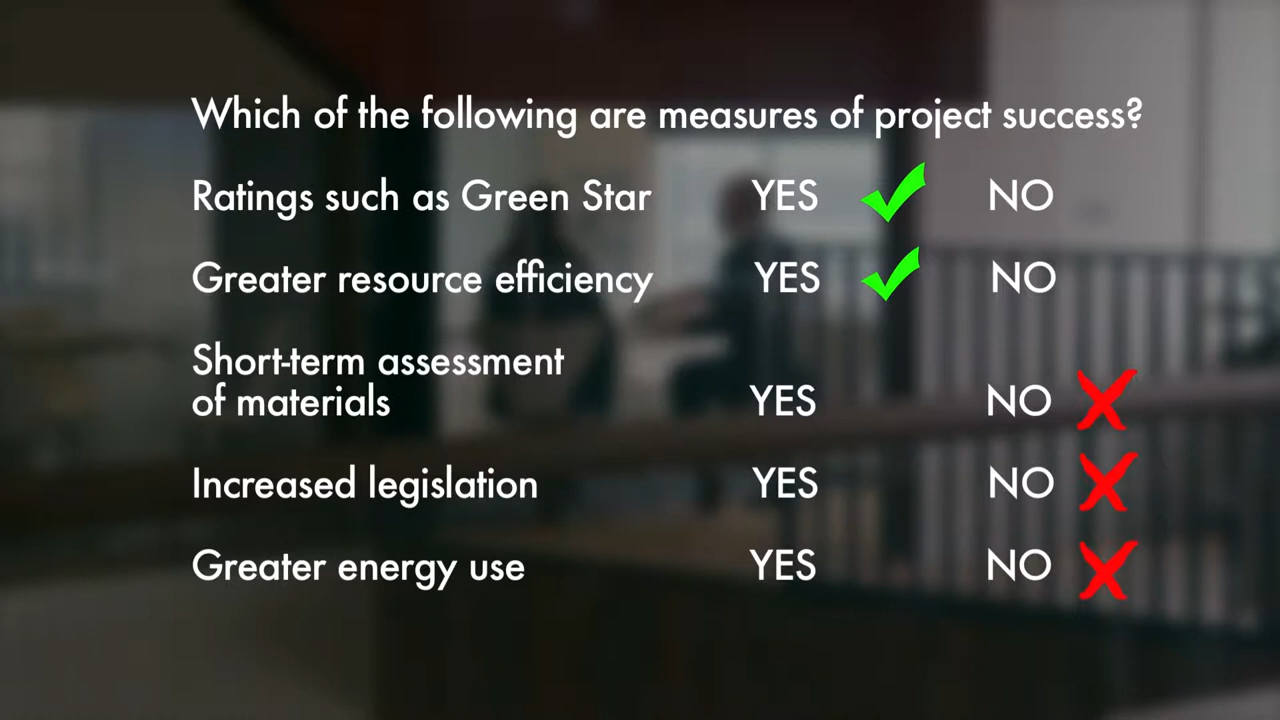 Which of the following are measures of project success?
Ratings such as Green Star YES NO
Greater resource efficiency YES NO
Short-term assessment
of materials YES NO
Increased legislation YES NO
Greater energy use YES NO